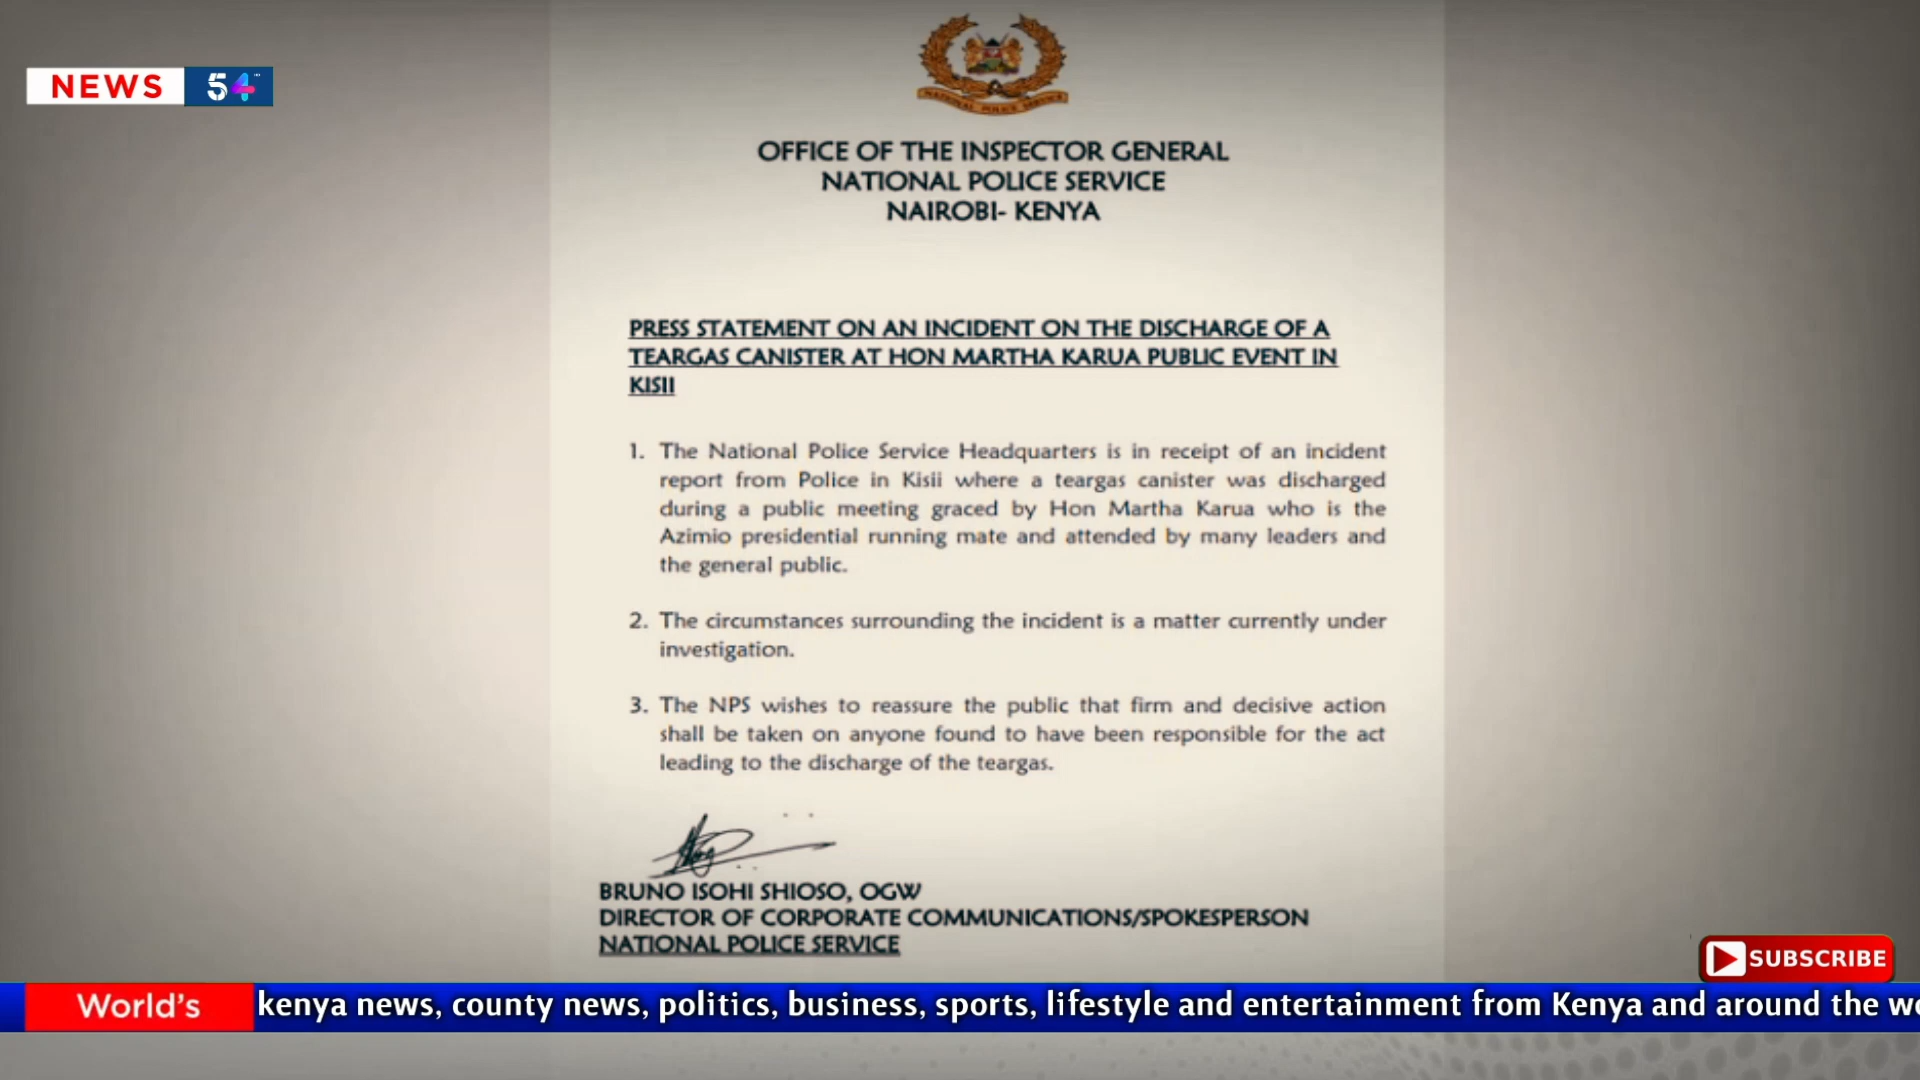 NATIONAL POLICE SERVICE
NEWS 54
OFFICE OF THE INSPECTOR GENERAL
NATIONAL POLICE SERVICE
NAIROBI- KENYA
PRESS STATEMENT ON AN INCIDENT ON THE DISCHARGE OF A
TEARGAS CANISTER AT HON MARTHA KARUA PUBLIC EVENT IN
KISII
1. The National Police Service Headquarters is in receipt of an incident
report from Police in Kisii where a teargas canister was discharged
during a public meeting graced by Hon Martha Karua who is the
Azimio presidential running mate and attended by many leaders and
the general public.
2. The circumstances surrounding the incident is a matter currently under
investigation.
3. The NPS wishes to reassure the public that firm and decisive action
shall be taken on anyone found to have been responsible for the act
leading to the discharge of the teargas.
BRUNO ISOHI SHIOSO, OGW
DIRECTOR OF CORPORATE COMMUNICATIONS/SPOKESPERSON
NATIONAL POLICE SERVICE
SUBSCRIBE
World's kenya news, county news, politics, business, sports, lifestyle and entertainment from Kenya and around the